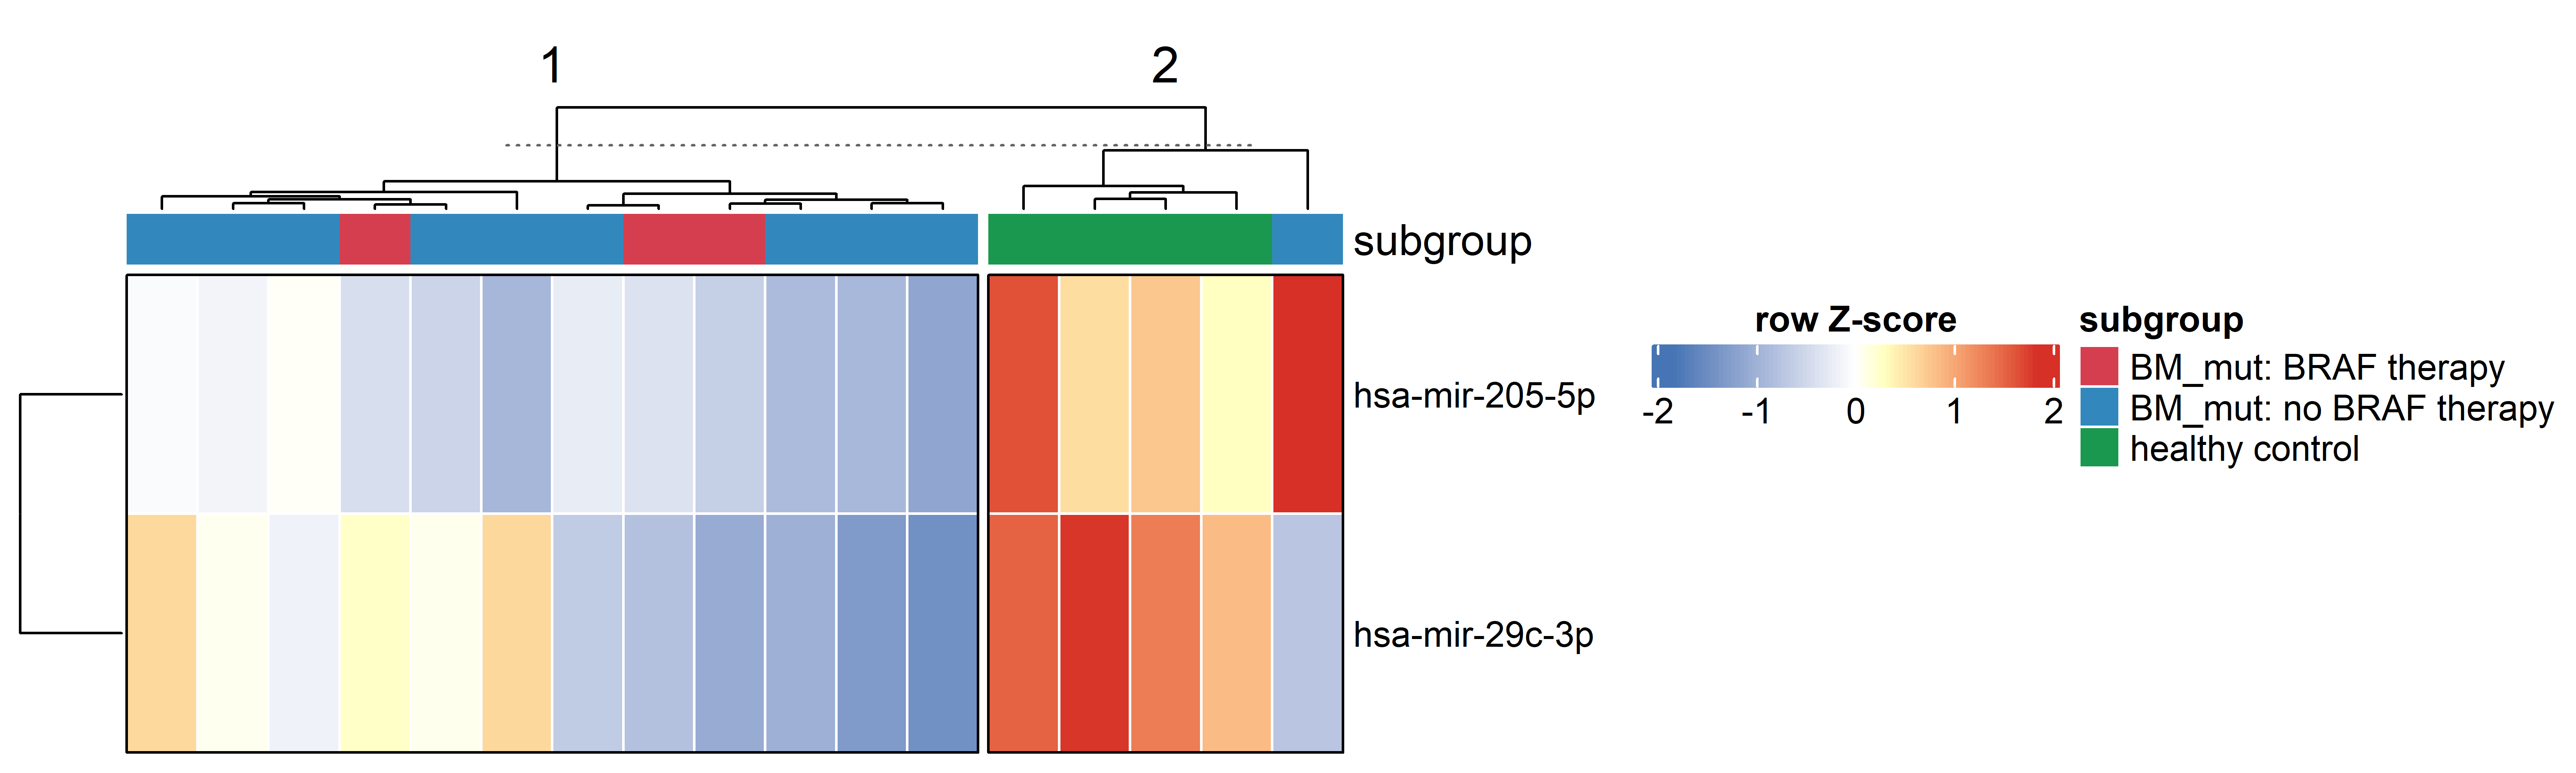 1
2
subgroup
hsa-mir-205-5p
hsa-mir-29c-3p
row Z-score
-2 -1 0 1 2
subgroup
BM_mut: BRAF therapy
BM_mut: no BRAF therapy
healthy control